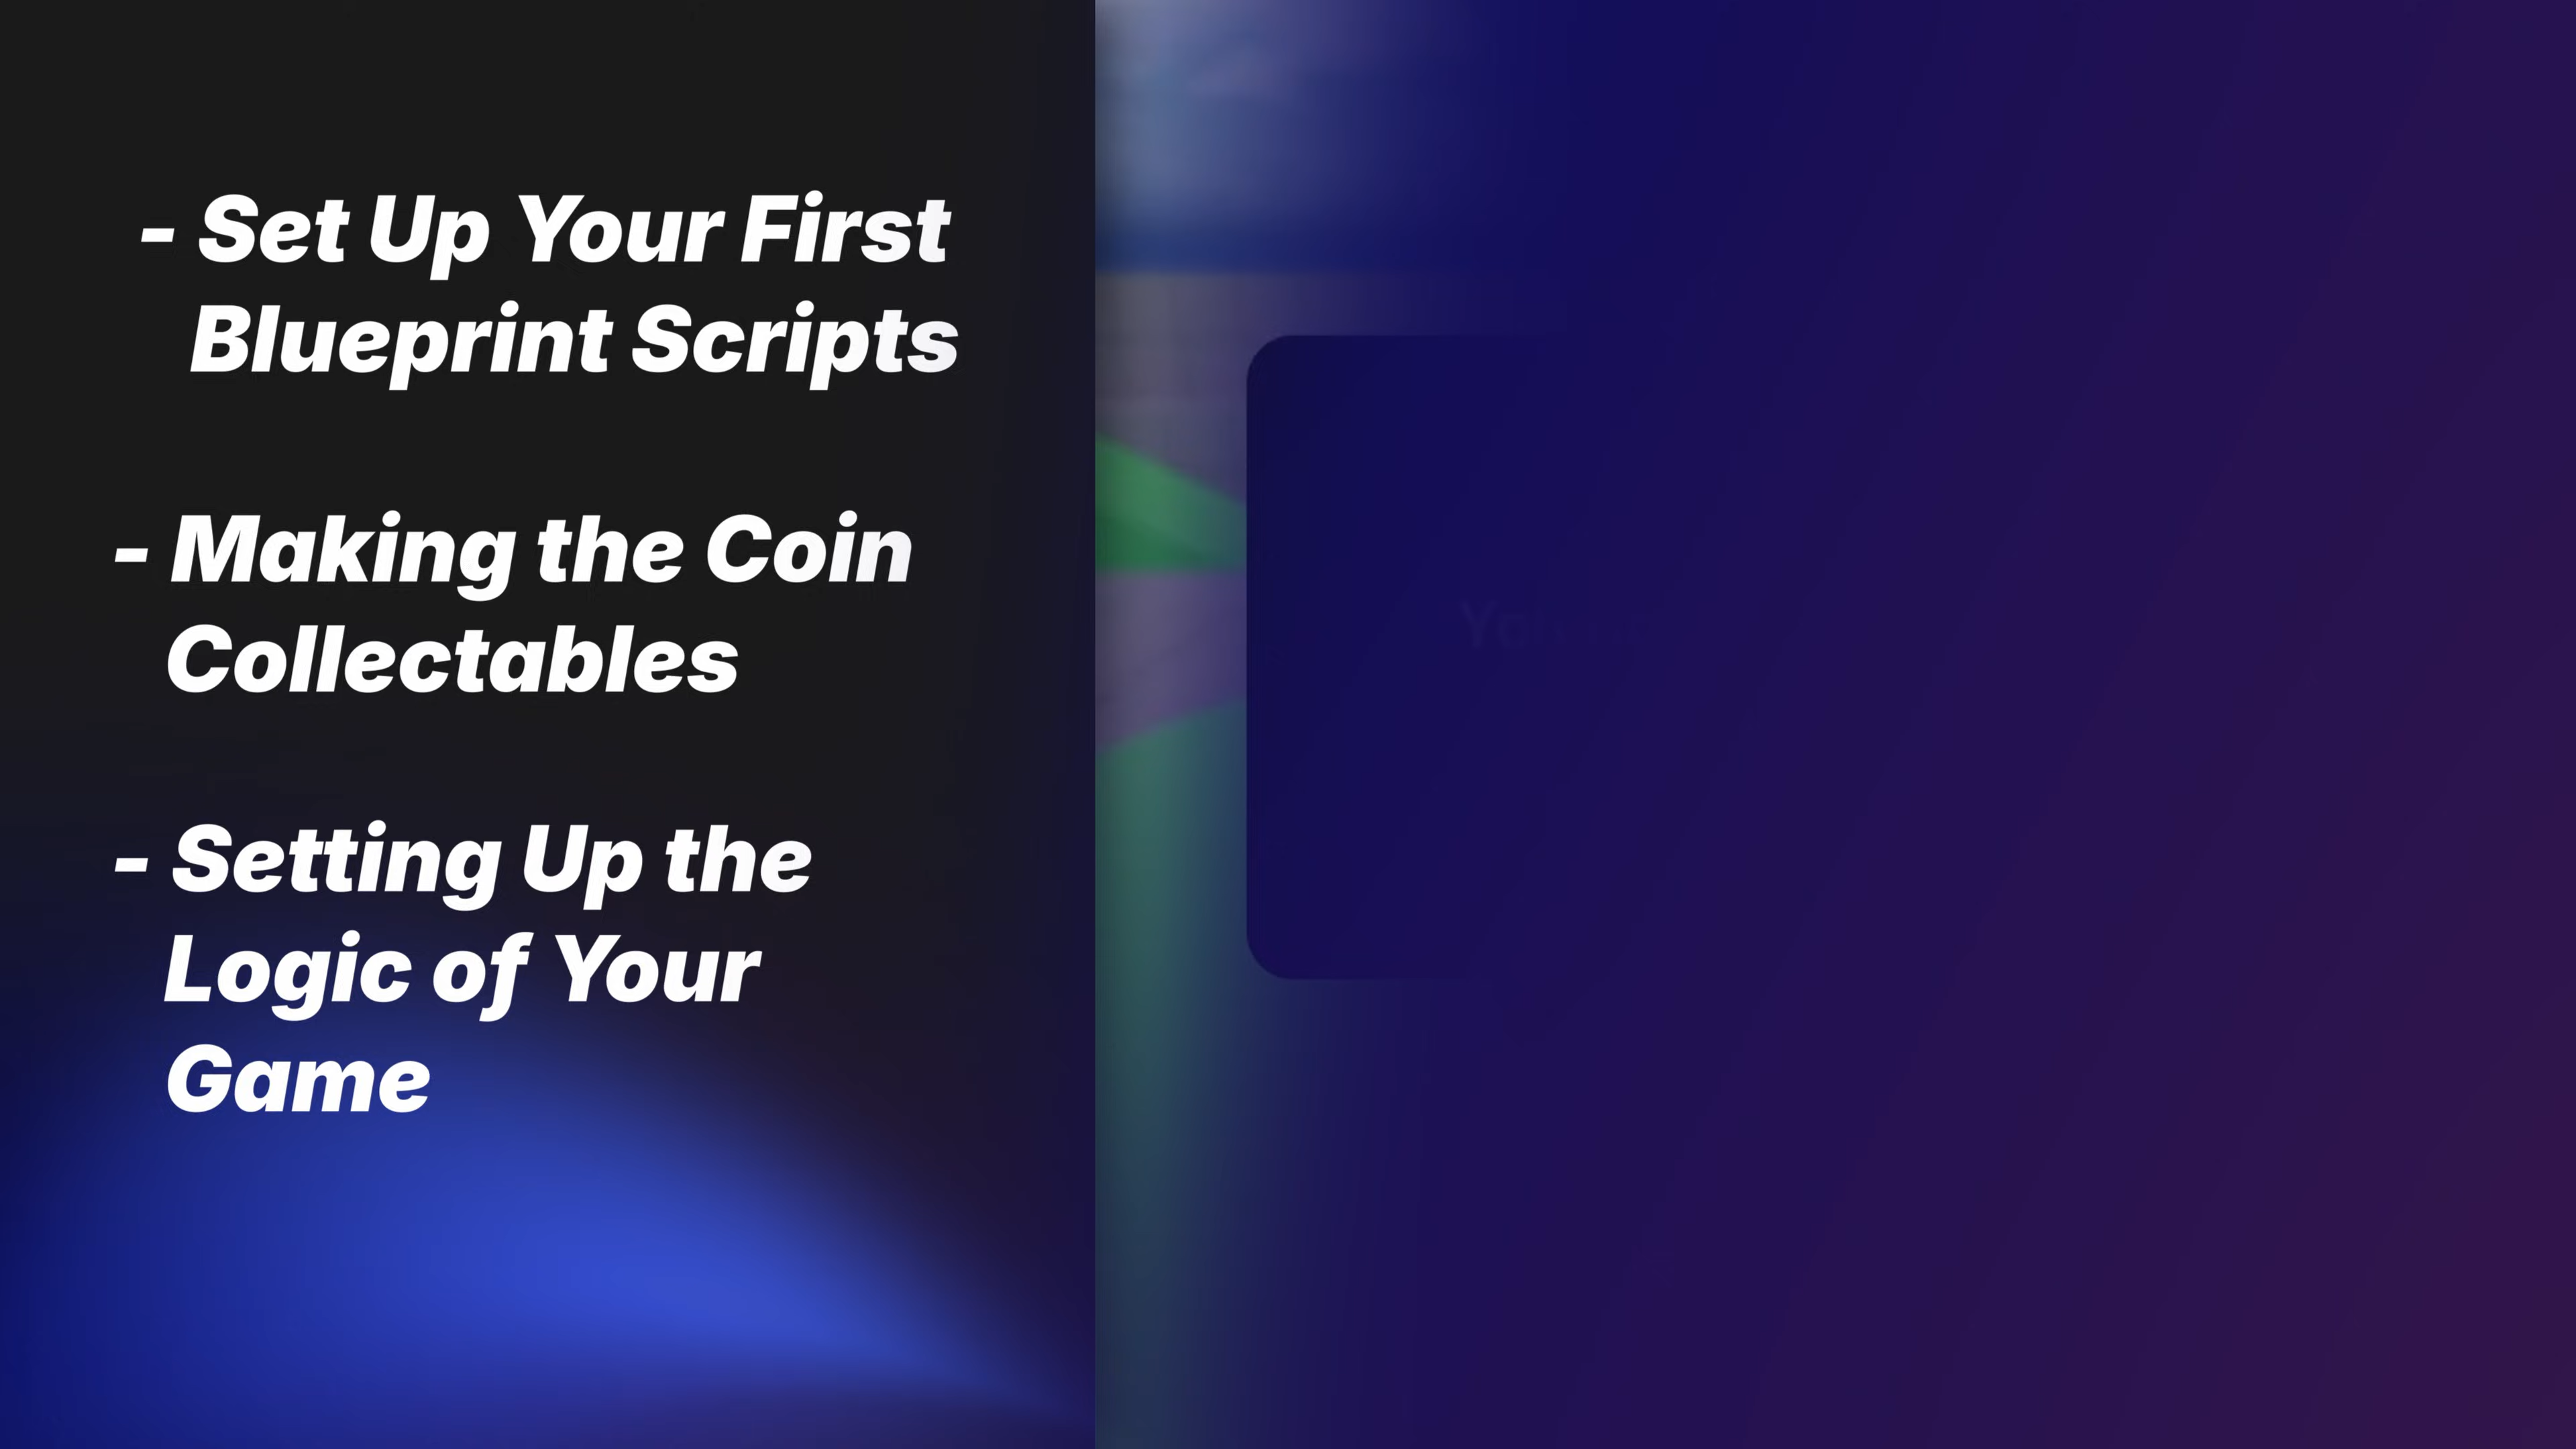 - Set Up Your First
Blueprint Scripts
- Making the Coin
Collectables
- Setting Up the
Logic of Your
Game